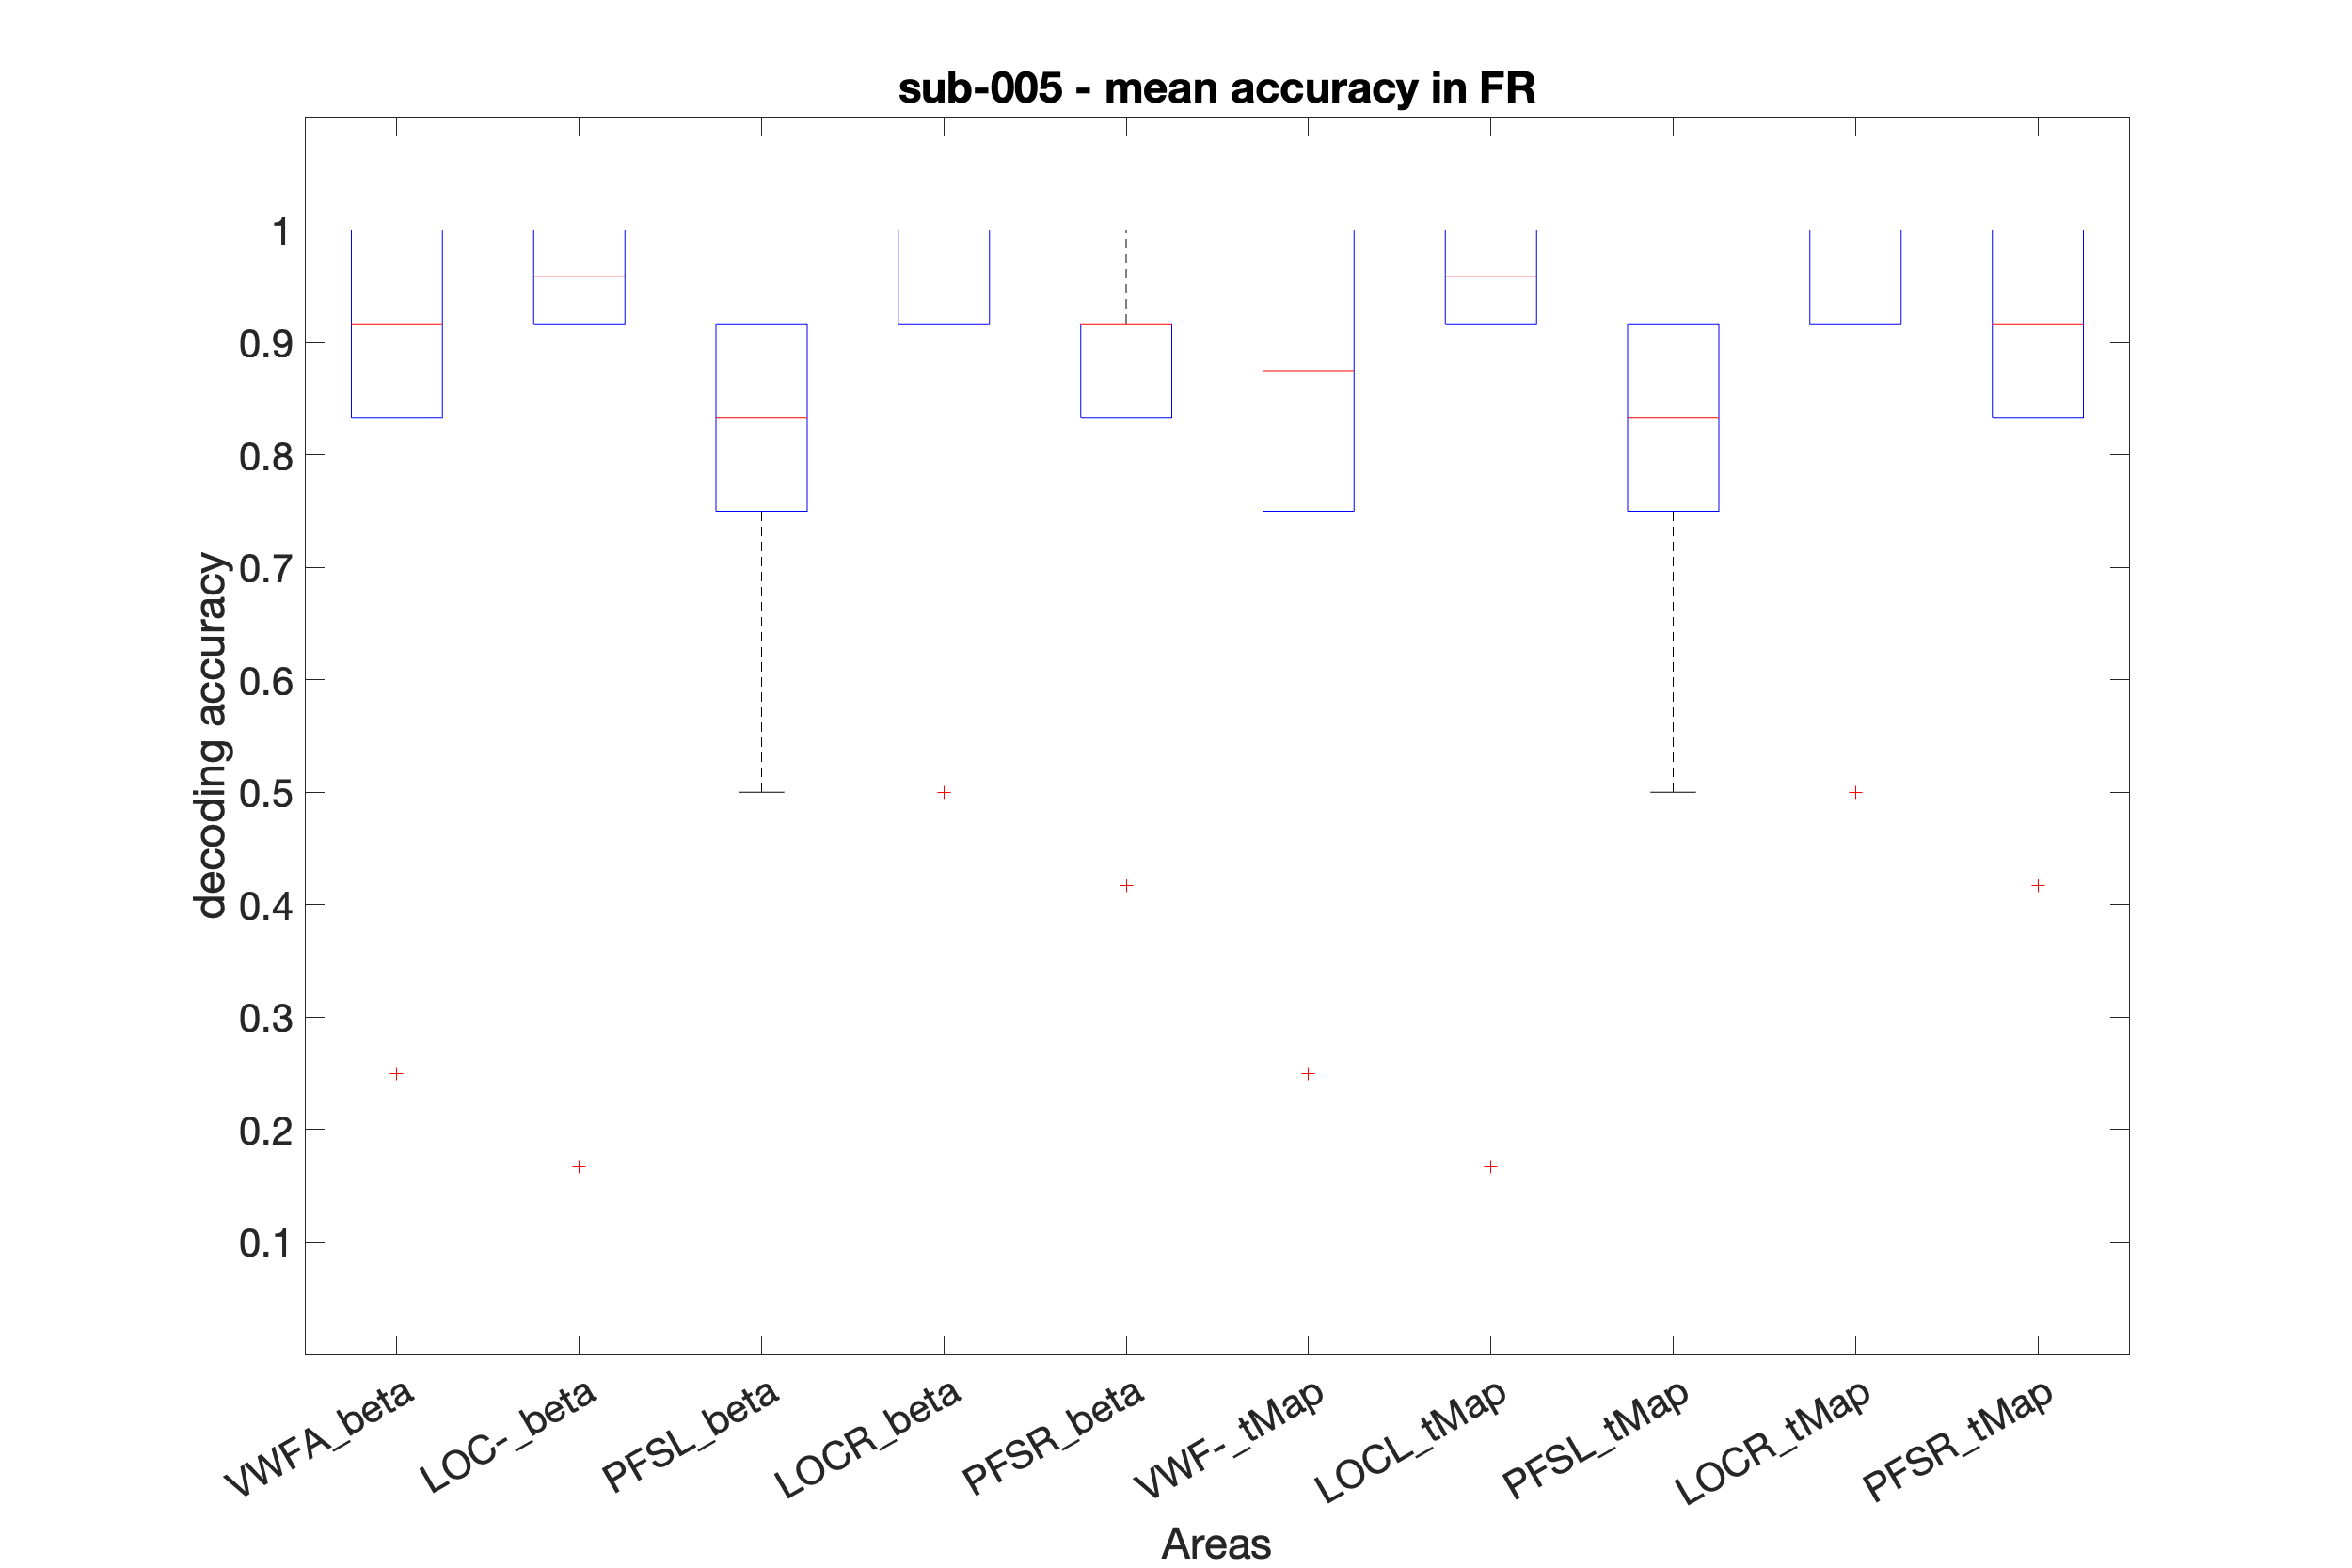 sub-005 - mean accuracy in FR
1
0.9
0.8
0.7
0.6
0.5
0.4
0.3
0.2
0.1
decoding accuracy
VWFA_beta
LOC-_beta
PFSL_beta
LOCR_beta
PFSR_beta
VWF-_tMap
LOCL_tMap
PFSL_tMap
LOCR_tMap
PFSR_tMap
Areas